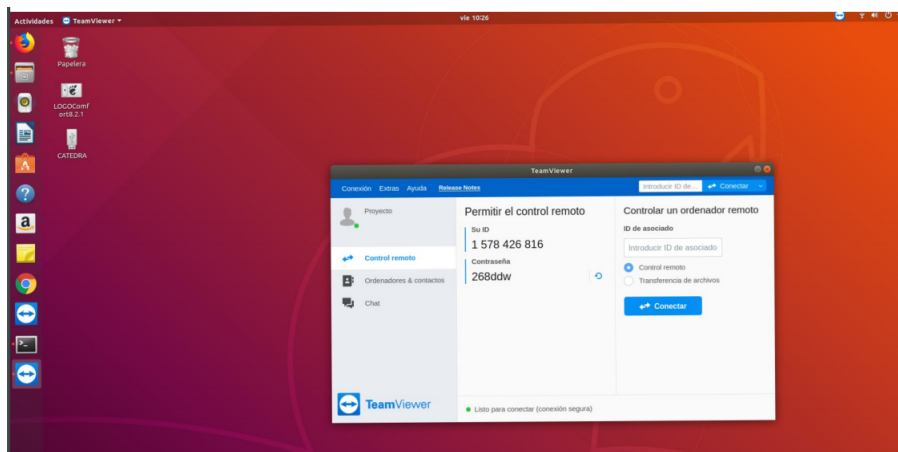 Actividades TeamViewer vie 10:26
Papelera
LOGOComf
ort8.2.1
CATEDRA
TeamViewer
Conexión Extras Ayuda Release Notes Introducir ID de... Conectar
Proyecto
Control remoto
Ordenadores & contactos
Chat
TeamViewer
Permitir el control remoto
Su ID
1 578 426 816
Contraseña
268ddw
Controlar un ordenador remoto
ID de asociado
Introducir ID de asociado
Control remoto
Transferencia de archivos
Conectar
Listo para conectar (conexión segura)